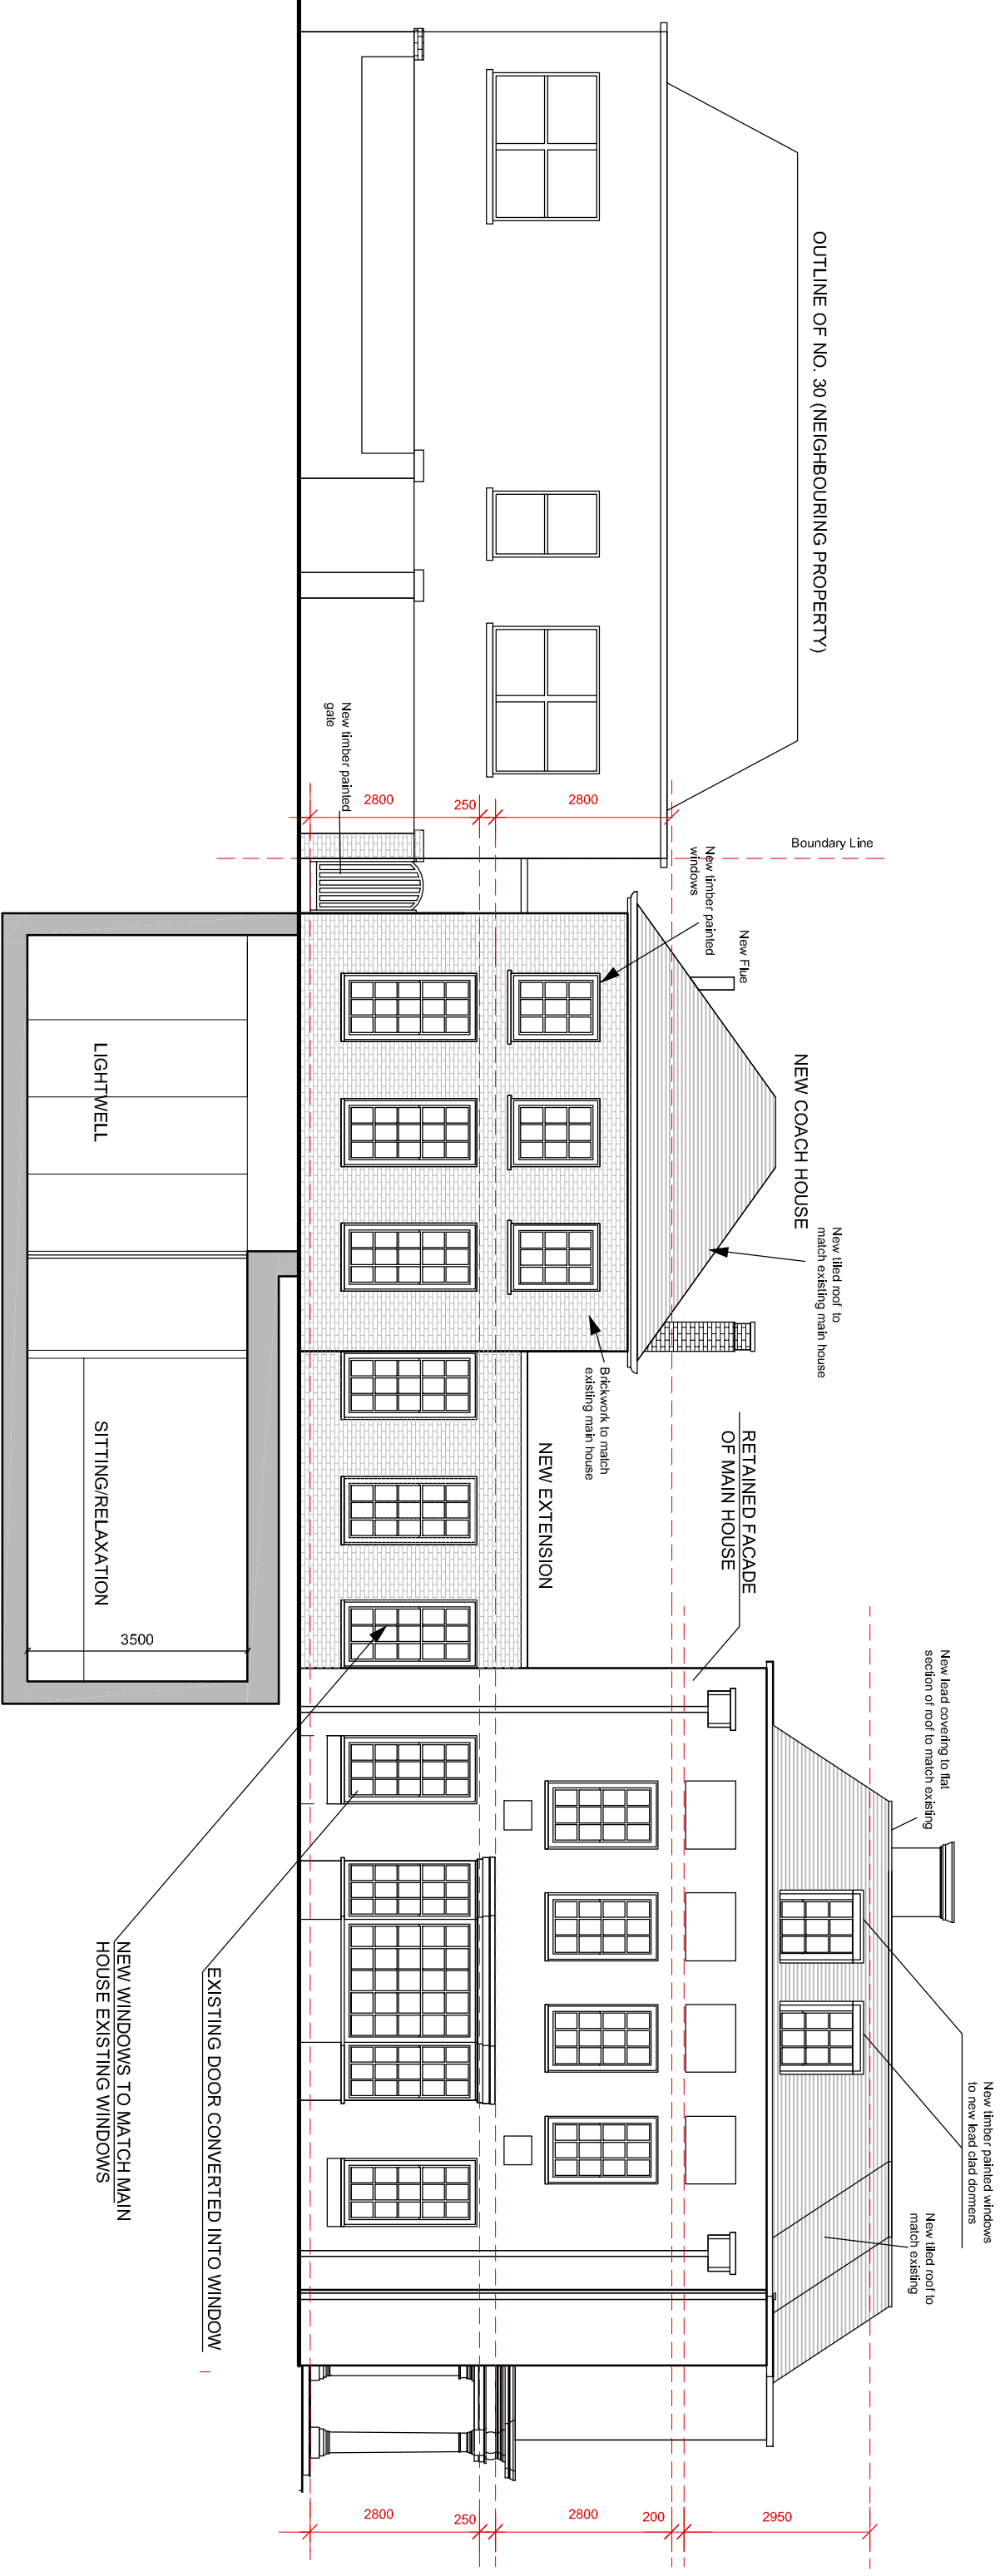 OUTLINE OF NO. 30 (NEIGHBOURING PROPERTY)
New timber painted
gate
2800
250
2800
Boundary Line
New timber painted
windows
New Flue
NEW COACH HOUSE
New tiled roof to
match existing main house
Brickwork to match
existing main house
NEW EXTENSION
RETAINED FACADE
OF MAIN HOUSE
LIGHTWELL
SITTING/RELAXATION
3500
New lead covering to flat
section of roof to match existing
New timber painted windows
to new lead clad dormers
New tiled roof to
match existing
NEW WINDOWS TO MATCH MAIN
HOUSE EXISTING WINDOWS
EXISTING DOOR CONVERTED INTO WINDOW
2800
250
2800
200
2950